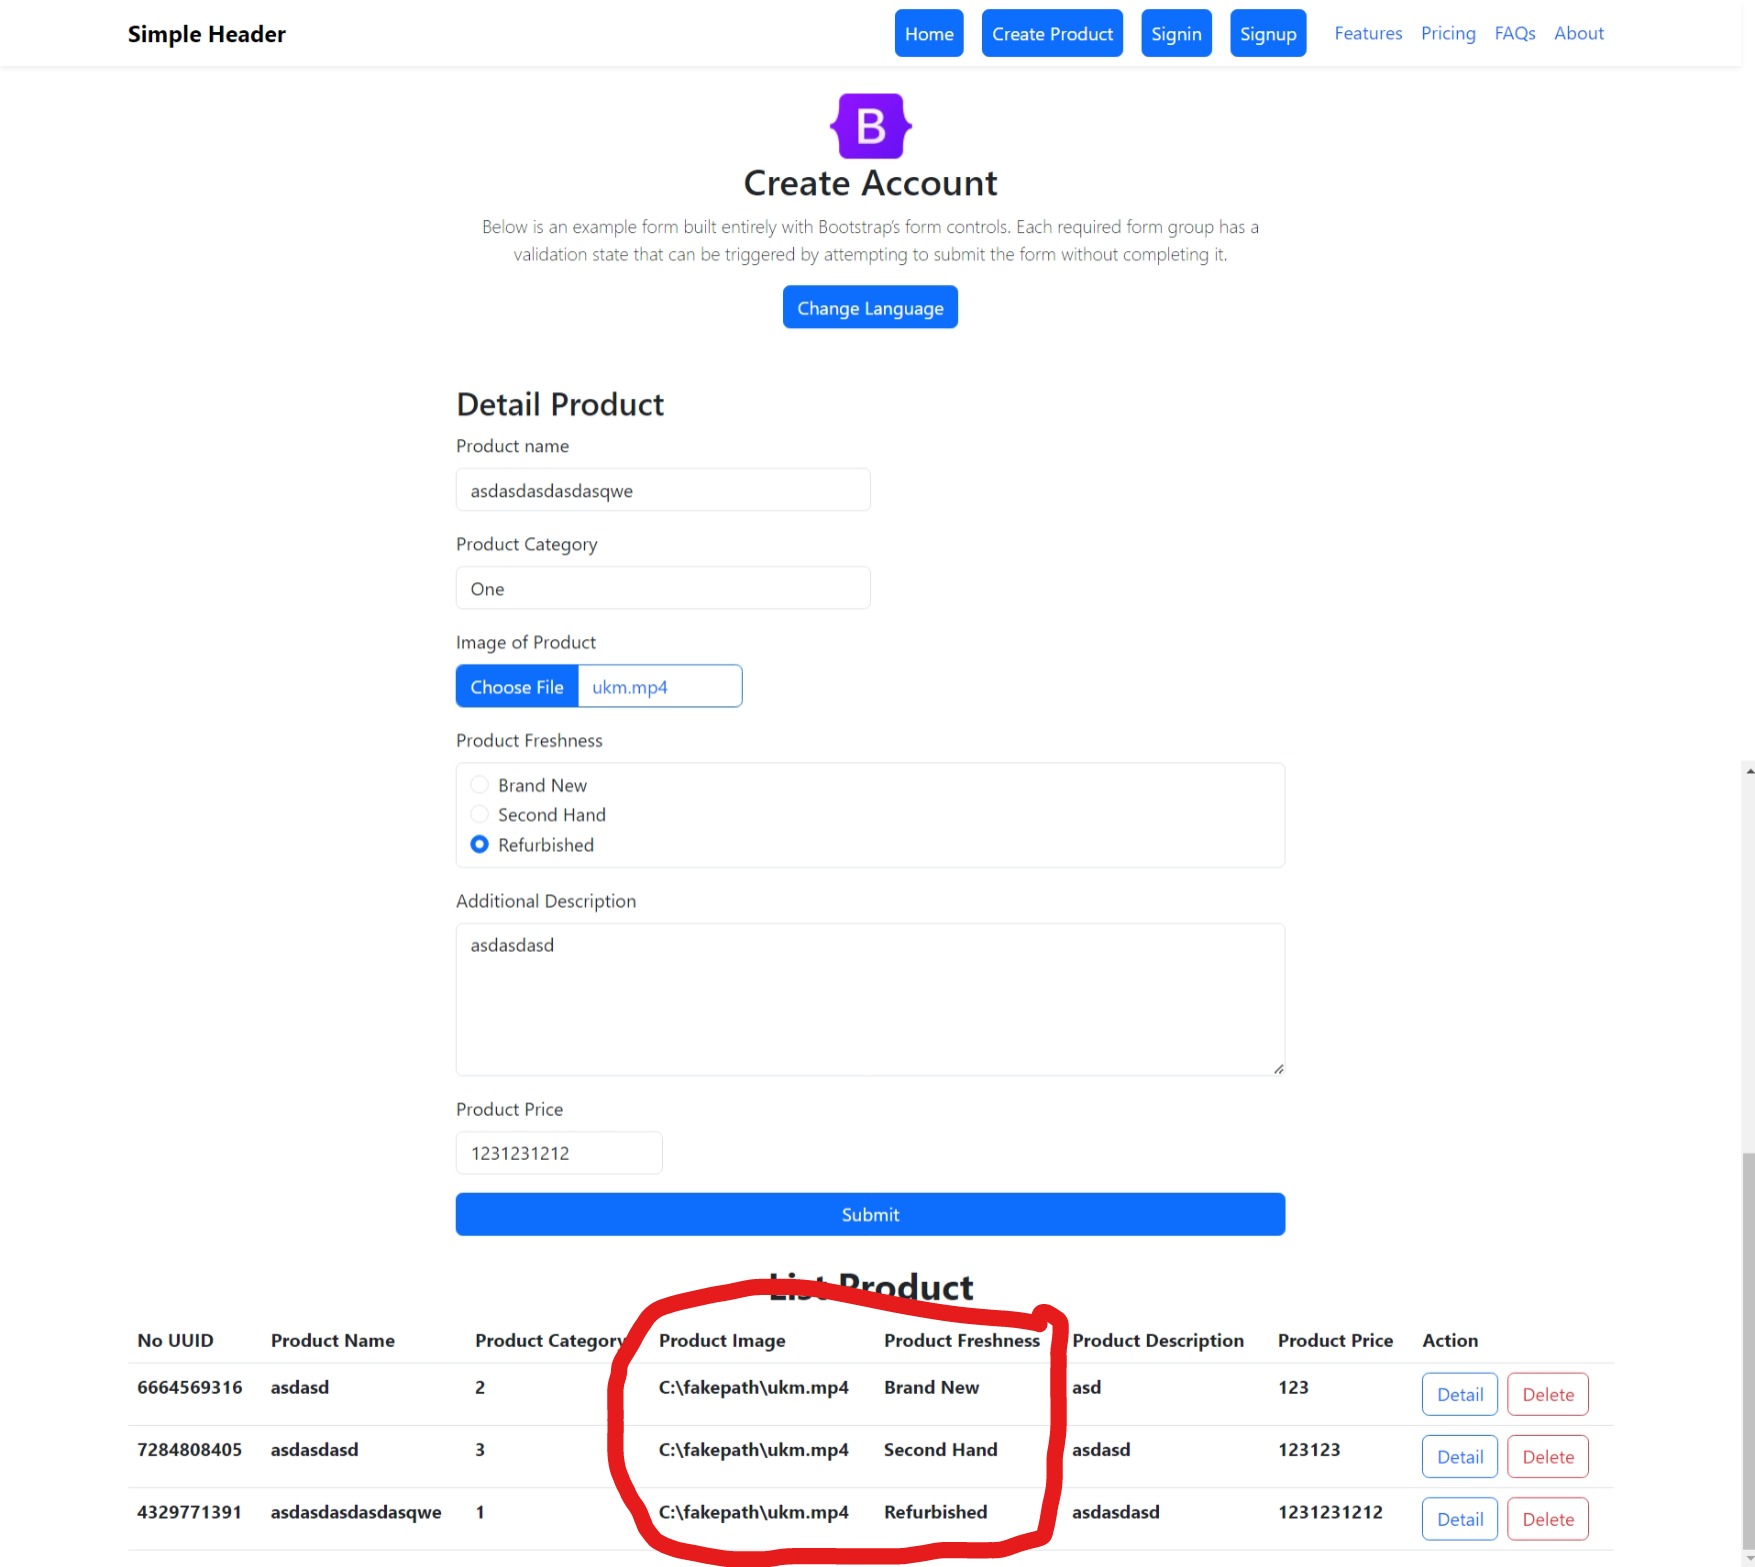 Simple Header Home Create Product Signin Signup Features Pricing FAQs About
B
Create Account
Below is an example form built entirely with Bootstrap's form controls. Each required form group has a
validation state that can be triggered by attempting to submit the form without completing it.
Change Language
Detail Product
Product name
asdasdasdasdasqwe
Product Category
One
Image of Product
Choose File ukm.mp4
Product Freshness
Brand New
Second Hand
Refurbished
Additional Description
asdasdasd
Product Price
1231231212
Submit
List Product
No UUID Product Name Product Category Product Image Product Freshness Product Description Product Price Action
6664569316 asdasd 2 C:\fakepath\ukm.mp4 Brand New asd 123 Detail Delete
7284808405 asdasdasd 3 C:\fakepath\ukm.mp4 Second Hand asdasd 123123 Detail Delete
4329771391 asdasdasdasdasqwe 1 C:\fakepath\ukm.mp4 Refurbished asdasdasd 1231231212 Detail Delete